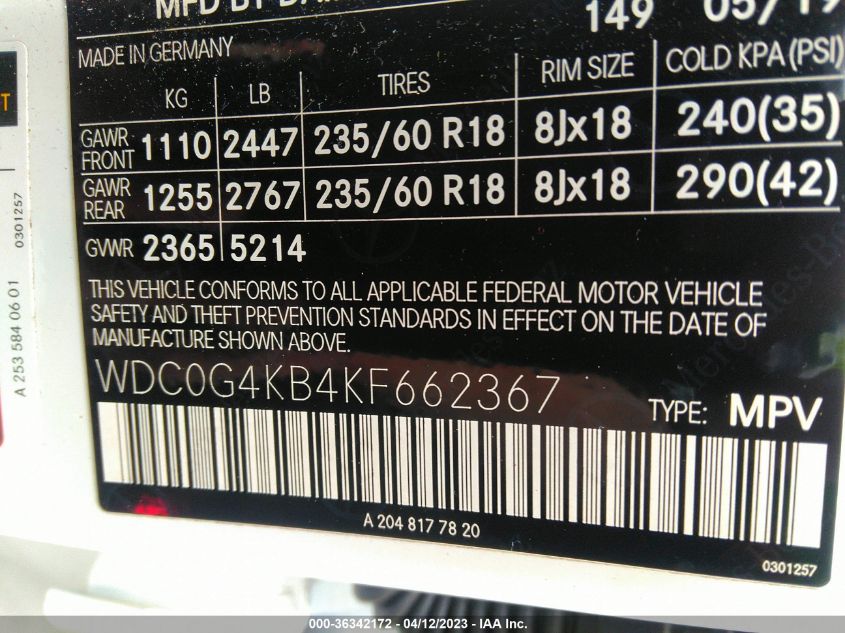 MFD BY
149 05/19
MADE IN GERMANY
KG LB TIRES RIM SIZE COLD KPA (PSI)
GAWR FRONT 1110 2447 235/60 R18 8Jx18 240(35)
GAWR REAR 1255 2767 235/60 R18 8Jx18 290(42)
GVWR 2365 5214
THIS VEHICLE CONFORMS TO ALL APPLICABLE FEDERAL MOTOR VEHICLE
SAFETY AND THEFT PREVENTION STANDARDS IN EFFECT ON THE DATE OF
MANUFACTURE SHOWN ABOVE.
WDC0G4KB4KF662367
TYPE: MPV
A 204 817 78 20
0301257
A 253 584 06 01 0301257
000-36342172 - 04/12/2023 - IAA Inc.